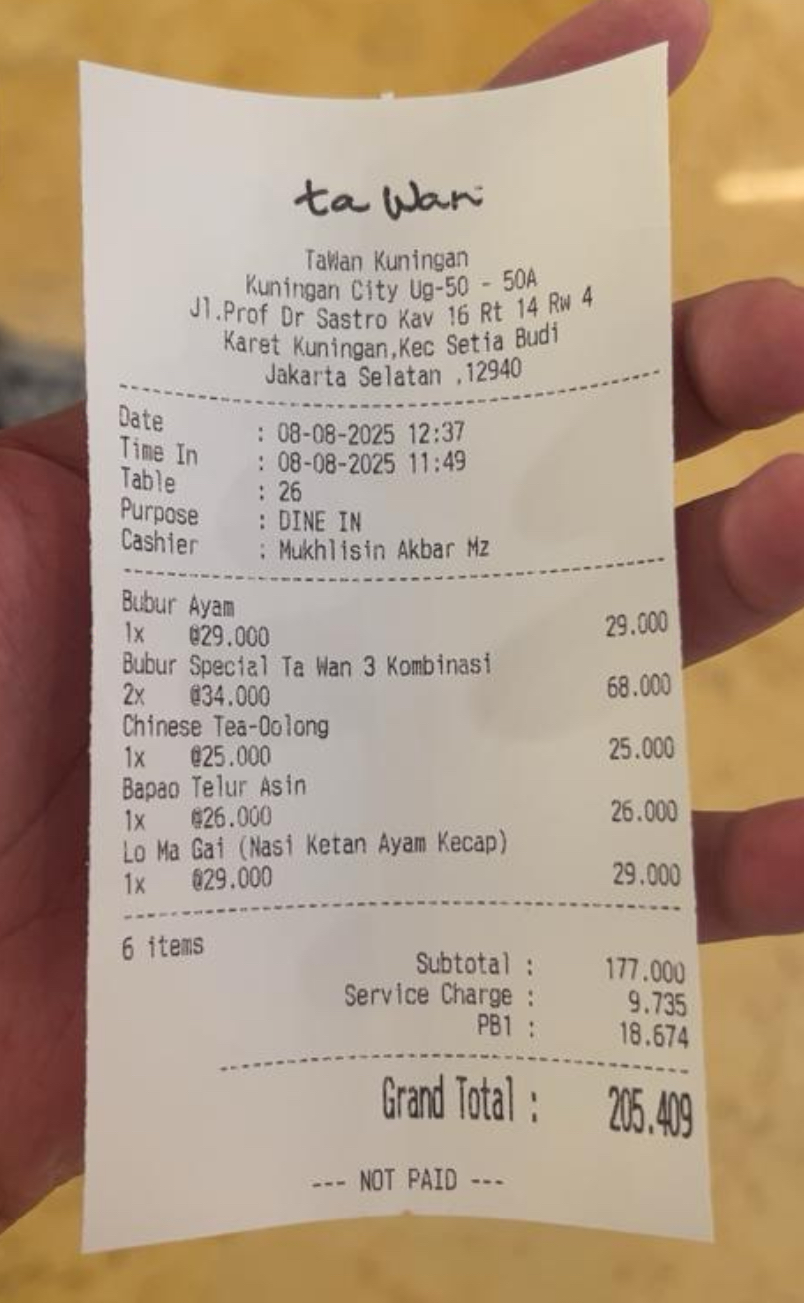 ta wan
TaWan Kuningan
Kuningan City Ug-50 - 50A
Jl.Prof Dr Sastro Kav 16 Rt 14 Rw 4
Karet Kuningan,Kec Setia Budi
Jakarta Selatan ,12940
Date : 08-08-2025 12:37
Time In : 08-08-2025 11:49
Table : 26
Purpose : DINE IN
Cashier : Mukhlisin Akbar Mz
Bubur Ayam
1x @29.000 29.000
Bubur Special Ta Wan 3 Kombinasi
2x @34.000 68.000
Chinese Tea-Oolong
1x @25.000 25.000
Bapao Telur Asin
1x @26.000 26.000
Lo Ma Gai (Nasi Ketan Ayam Kecap)
1x @29.000 29.000
6 items
Subtotal : 177.000
Service Charge : 9.735
PB1 : 18.674
Grand Total : 205.409
--- NOT PAID ---